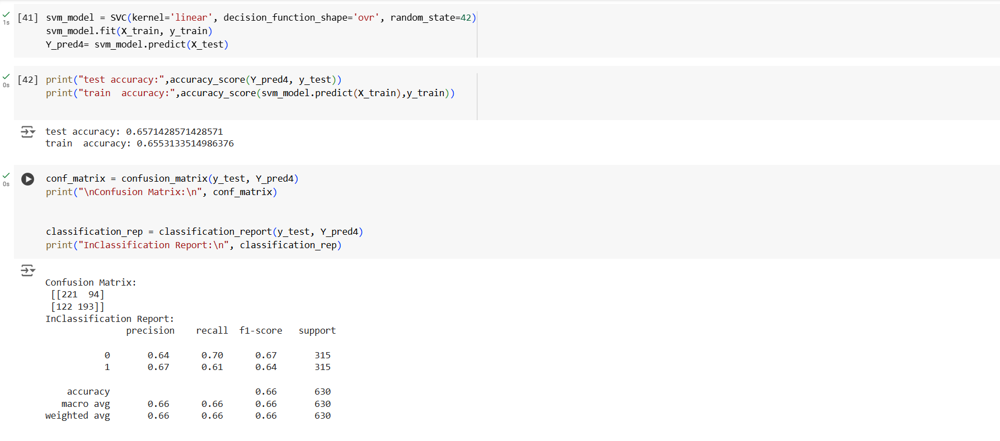 1s
[41] svm_model = SVC(kernel='linear', decision_function_shape='ovr', random_state=42)
svm_model.fit(X_train, y_train)
Y_pred4= svm_model.predict(X_test)
0s
[42] print("test accuracy:",accuracy_score(Y_pred4, y_test))
print("train  accuracy:",accuracy_score(svm_model.predict(X_train),y_train))
test accuracy: 0.6571428571428571
train  accuracy: 0.6553133514986376
0s
conf_matrix = confusion_matrix(y_test, Y_pred4)
print("\nConfusion Matrix:\n", conf_matrix)
classification_rep = classification_report(y_test, Y_pred4)
print("InClassification Report:\n", classification_rep)
Confusion Matrix:
[[221  94]
[122 193]]
InClassification Report:
precision    recall  f1-score   support
0       0.64      0.70      0.67       315
1       0.67      0.61      0.64       315
accuracy                           0.66       630
macro avg       0.66      0.66      0.66       630
weighted avg       0.66      0.66      0.66       630